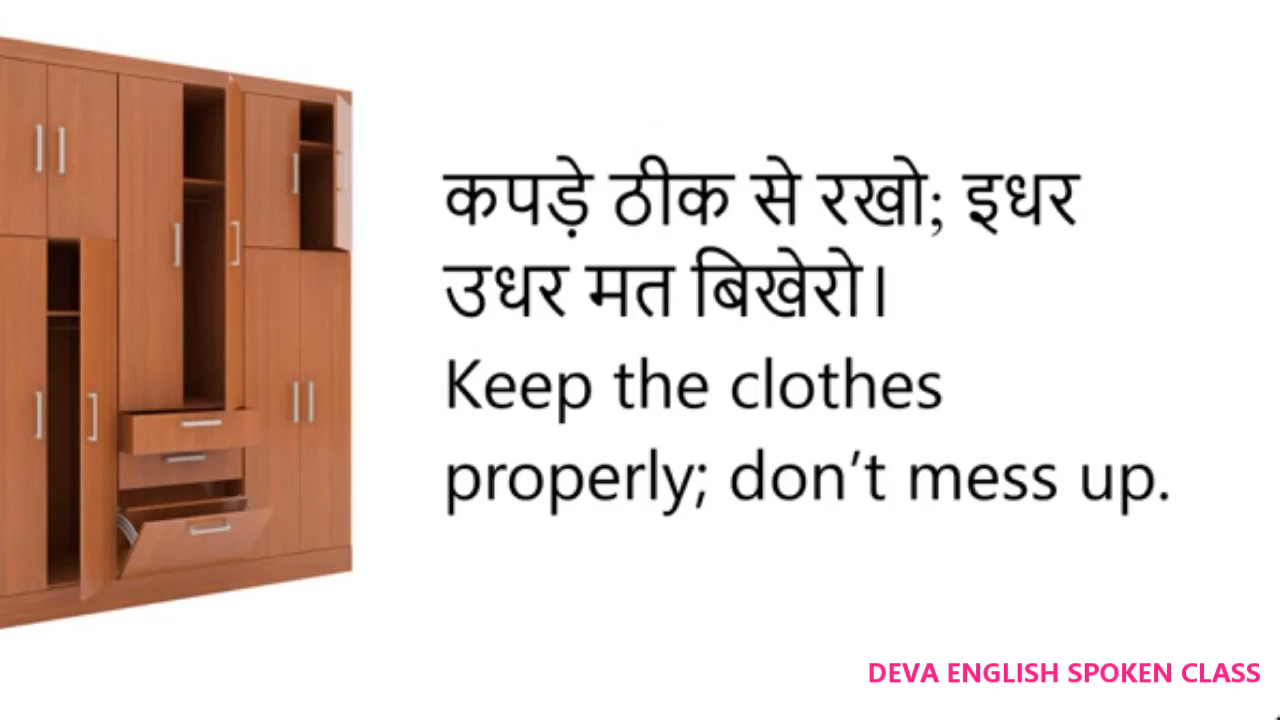 कपड़े ठीक से रखो; इधर
उधर मत बिखेरो।
Keep the clothes
properly; don’t mess up.
DEVA ENGLISH SPOKEN CLASS